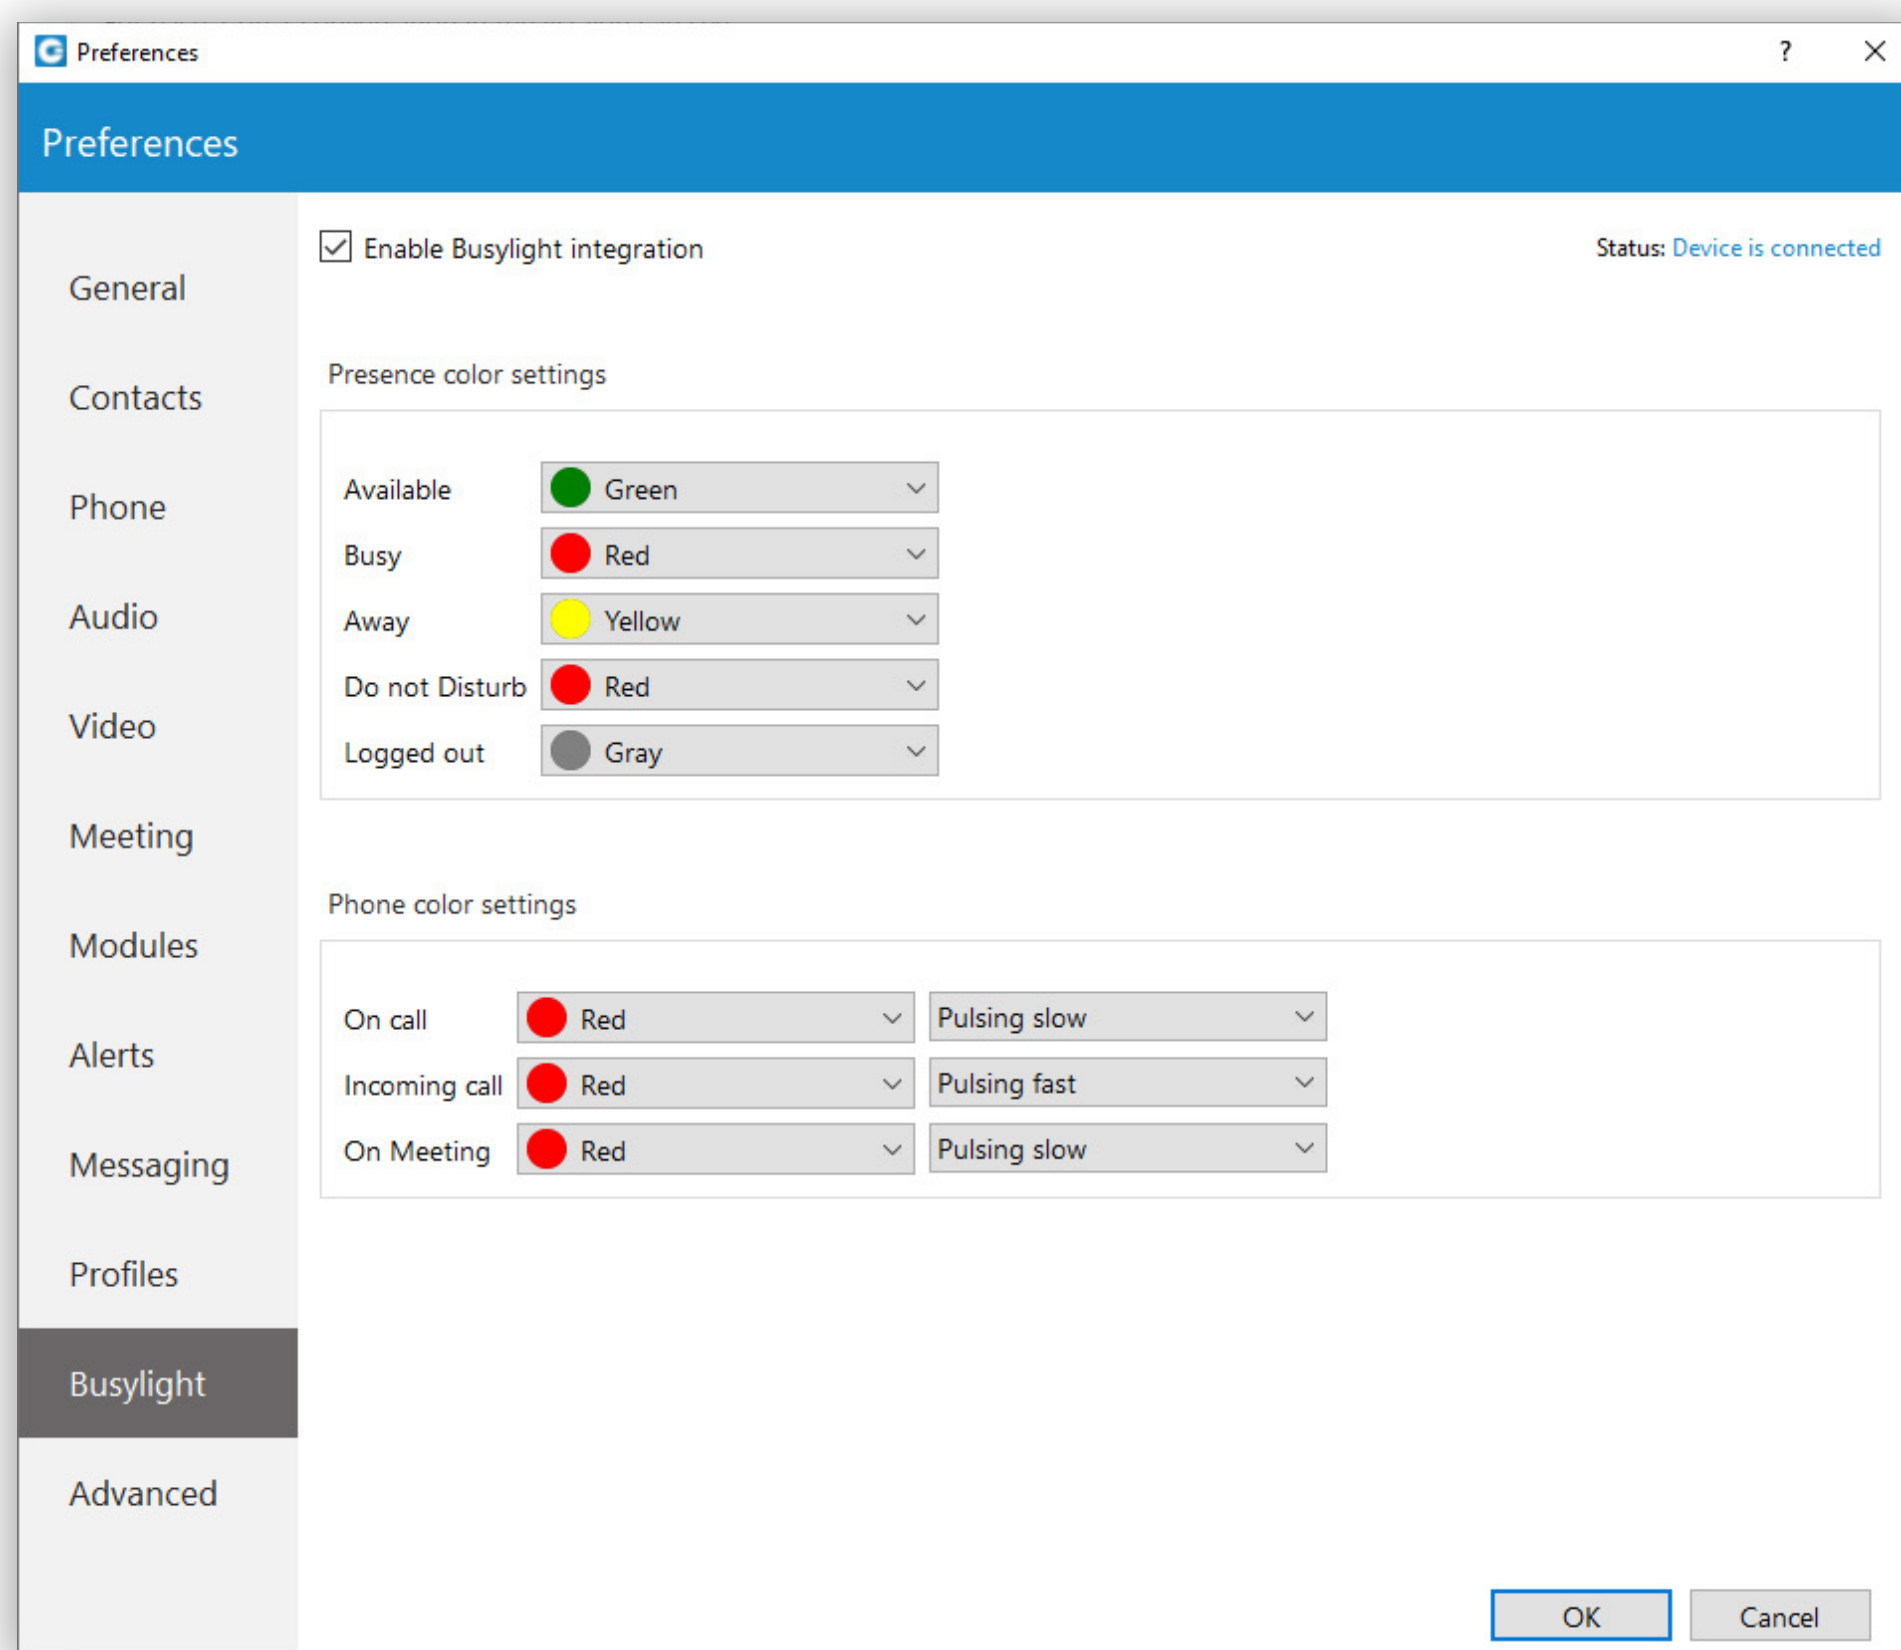 Preferences ?
Preferences
General
Contacts
Phone
Audio
Video
Meeting
Modules
Alerts
Messaging
Profiles
Busylight
Advanced
Enable Busylight integration
Status: Device is connected
Presence color settings
Available Green
Busy Red
Away Yellow
Do not Disturb Red
Logged out Gray
Phone color settings
On call Red Pulsing slow
Incoming call Red Pulsing fast
On Meeting Red Pulsing slow
OK Cancel